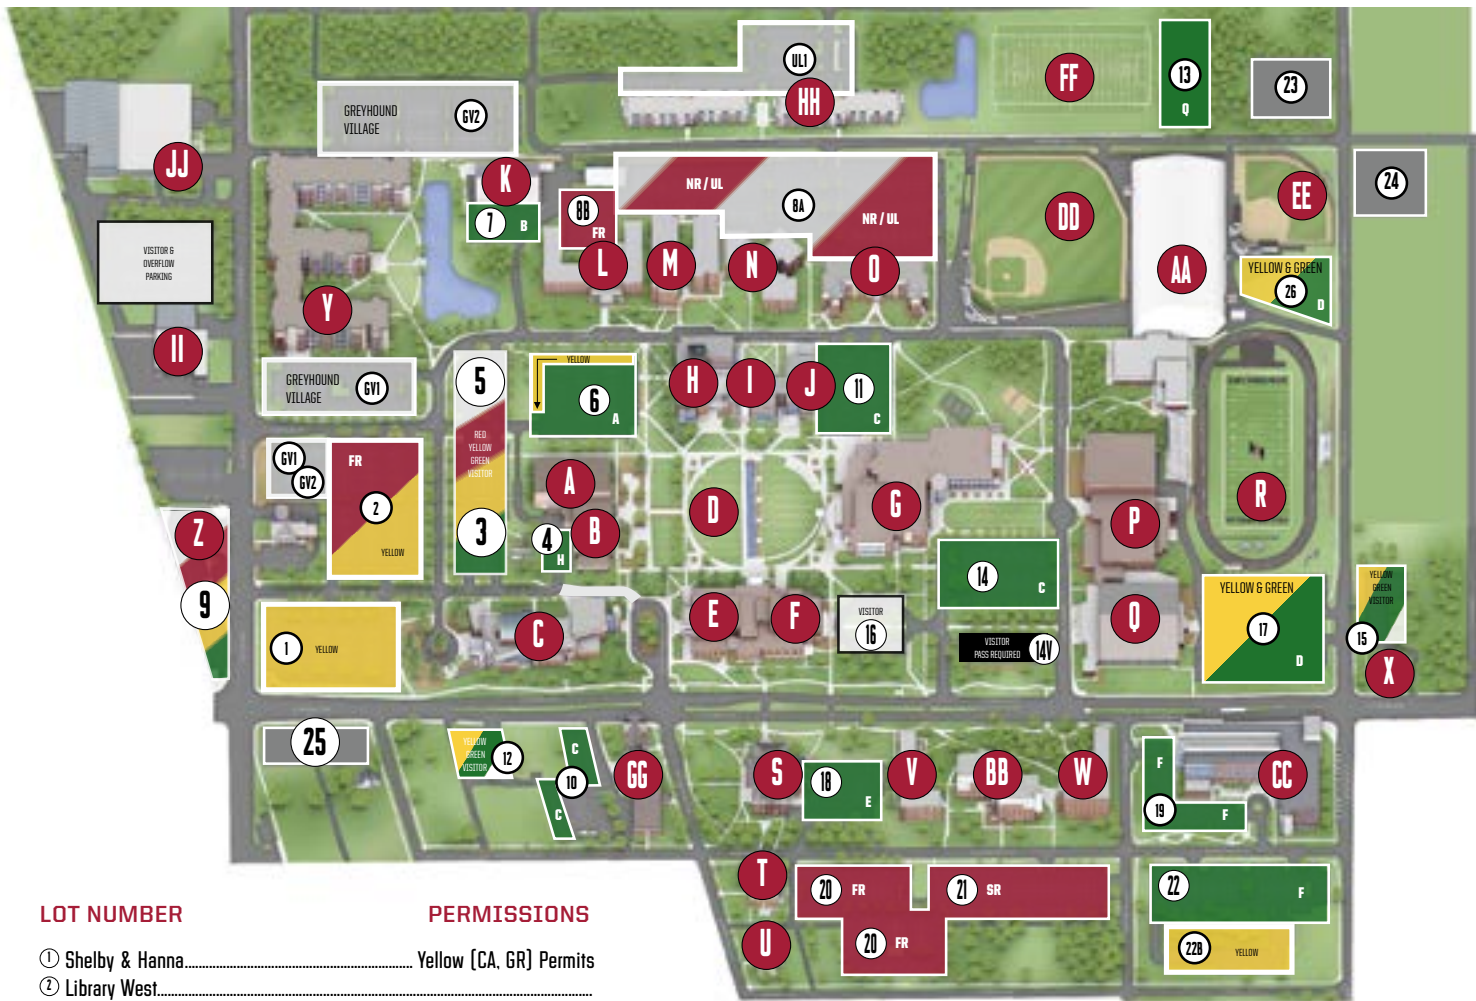 UL1
HH
FF
13
Q
23
GREYHOUND
VILLAGE
GV2
JJ
K
7
B
8B
FR
NR / UL
8A
NR / UL
L
M
N
O
DD
AA
EE
24
YELLOW & GREEN
26
D
VISITOR &
OVERFLOW
PARKING
II
Y
GREYHOUND
VILLAGE
GV1
5
RED
YELLOW
GREEN
VISITOR
3
YELLOW
6
A
H
I
J
11
C
GV1
GV2
FR
2
YELLOW
A
B
4
H
D
G
P
R
Z
9
14
C
1
YELLOW
C
E
F
VISITOR
16
VISITOR
PASS REQUIRED
14V
Q
YELLOW & GREEN
17
D
YELLOW
GREEN
VISITOR
15
X
25
YELLOW
GREEN
VISITOR
12
C
10
C
GG
S
18
E
V
BB
W
F
19
F
CC
T
U
20
FR
20
FR
21
SR
22
F
22B
YELLOW
LOT NUMBER PERMISSIONS
1 Shelby & Hanna........ Yellow (CA, GR) Permits
2 Library West........